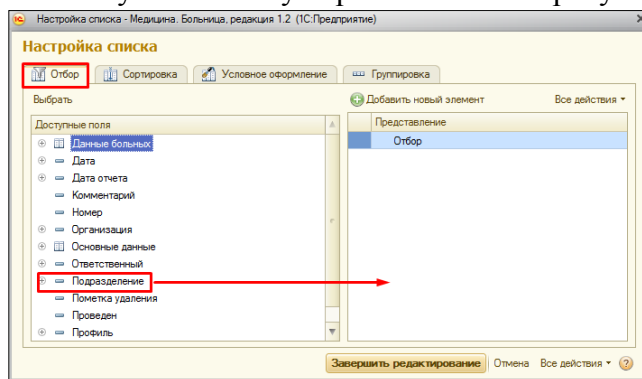 Настройка списка - Медицина. Больница, редакция 1.2 (1С:Предприятие)
Настройка списка
Отбор Сортировка Условное оформление Группировка
Выбрать Добавить новый элемент Все действия
Доступные поля Представление
Данные больных Отбор
Дата
Дата отчета
Комментарий
Номер
Организация
Основные данные
Ответственный
Подразделение
Пометка удаления
Проведен
Профиль
Завершить редактирование Отмена Все действия ?